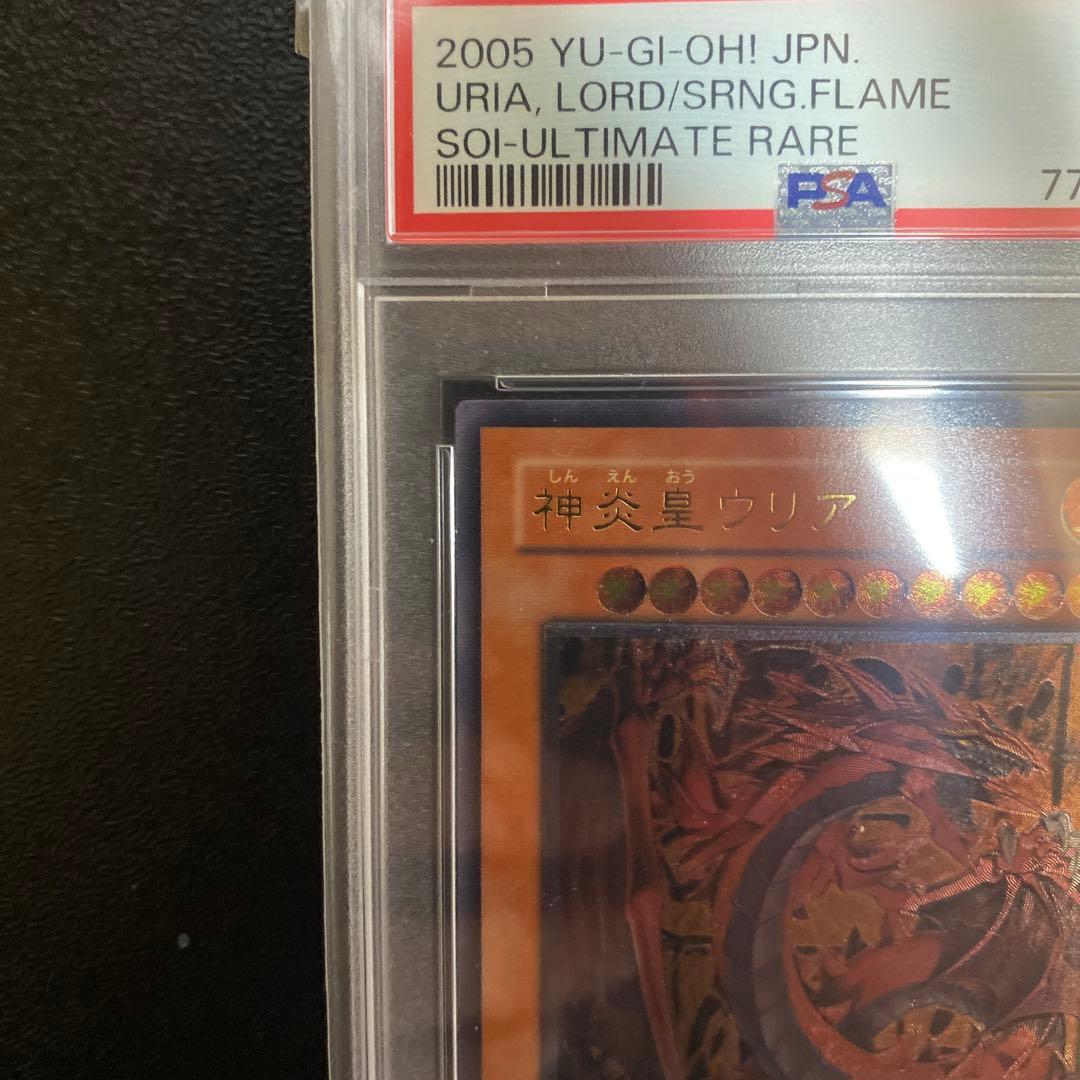 2005 YU-GI-OH! JPN.
URIA, LORD/SRNG.FLAME
SOI-ULTIMATE RARE
PSA
77
しん えん おう
神炎皇ウリア